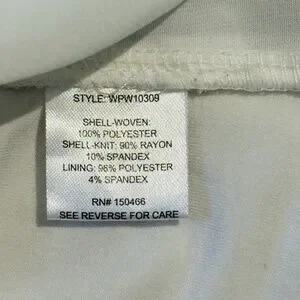 STYLE: WPW10309
SHELL-WOVEN:
100% POLYESTER
SHELL-KNIT: 90% RAYON
10% SPANDEX
LINING: 96% POLYESTER
4% SPANDEX
RN# 150466
SEE REVERSE FOR CARE